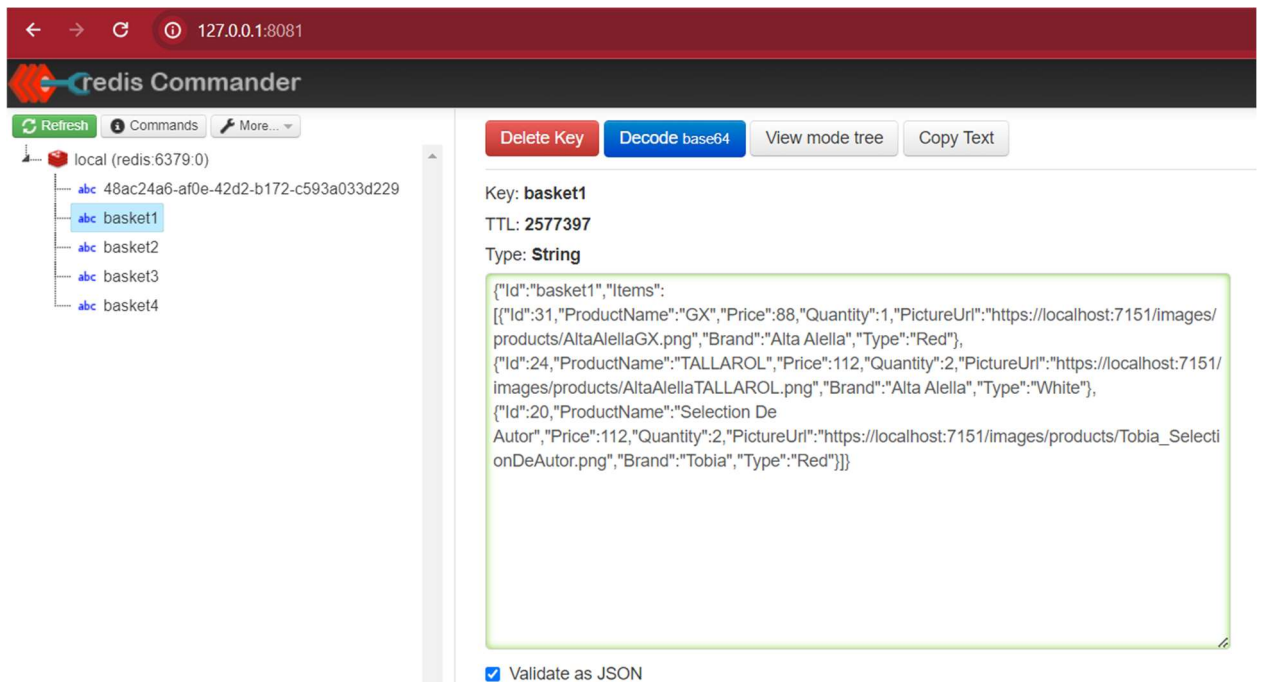 127.0.0.1:8081
redis Commander
Refresh Commands More...
local (redis:6379:0)
abc 48ac24a6-af0e-42d2-b172-c593a033d229
abc basket1
abc basket2
abc basket3
abc basket4
Delete Key Decode base64 View mode tree Copy Text
Key: basket1
TTL: 2577397
Type: String
{"Id":"basket1","Items":
[{"Id":31,"ProductName":"GX","Price":88,"Quantity":1,"PictureUrl":"https://localhost:7151/images/
products/AltaAlellaGX.png","Brand":"Alta Alella","Type":"Red"},
{"Id":24,"ProductName":"TALLAROL","Price":112,"Quantity":2,"PictureUrl":"https://localhost:7151/
images/products/AltaAlellaTALLAROL.png","Brand":"Alta Alella","Type":"White"},
{"Id":20,"ProductName":"Selection De
Autor","Price":112,"Quantity":2,"PictureUrl":"https://localhost:7151/images/products/Tobia_Selecti
onDeAutor.png","Brand":"Tobia","Type":"Red"}]}
Validate as JSON